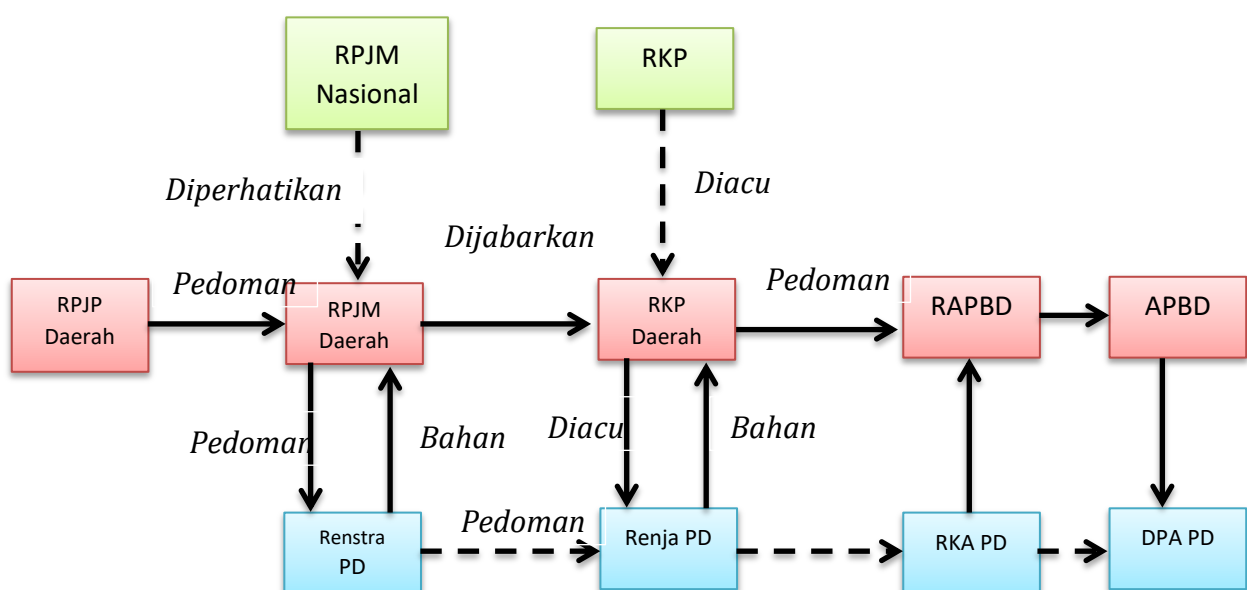 RPJM
Nasional
RKP
Diperhatikan
Diacu
Dijabarkan
Pedoman
Pedoman
RPJP
Daerah
RPJM
Daerah
RKP
Daerah
RAPBD
APBD
Pedoman
Bahan
Diacu
Bahan
Pedoman
Renstra
PD
Renja PD
RKA PD
DPA PD